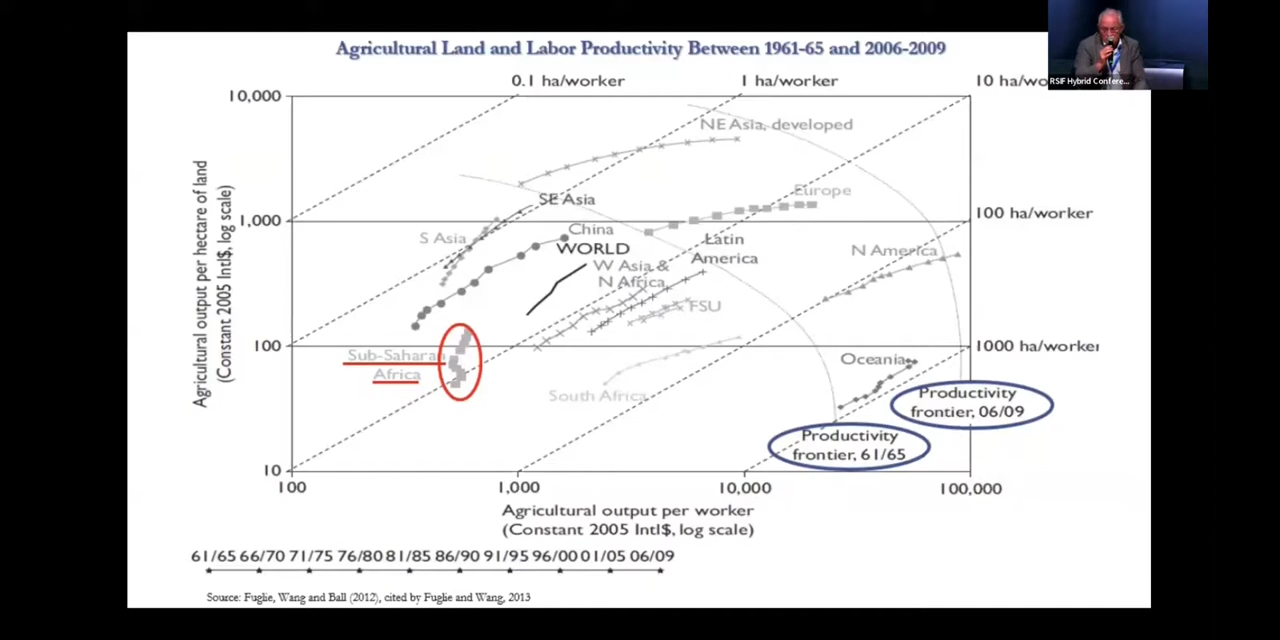 Agricultural Land and Labor Productivity Between 1961-65 and 2006-2009
RSIF Hybrid Confere...
0.1 ha/worker
1 ha/worker
10 ha/wo
10,000
NE Asia, developed
SE Asia
Europe
1,000
100 ha/worker
S Asia
China
WORLD
Latin
America
W Asia &
N Africa
N America
FSU
100
1000 ha/worker
Sub-Saharan
Africa
Oceania
South Africa
Productivity
frontier, 06/09
Productivity
frontier, 61/65
10
100
1,000
10,000
100,000
Agricultural output per hectare of land
(Constant 2005 Intl$, log scale)
Agricultural output per worker
(Constant 2005 Intl$, log scale)
61/65 66/70 71/75 76/80 81/85 86/90 91/95 96/00 01/05 06/09
Source: Fuglie, Wang and Ball (2012), cited by Fuglie and Wang, 2013